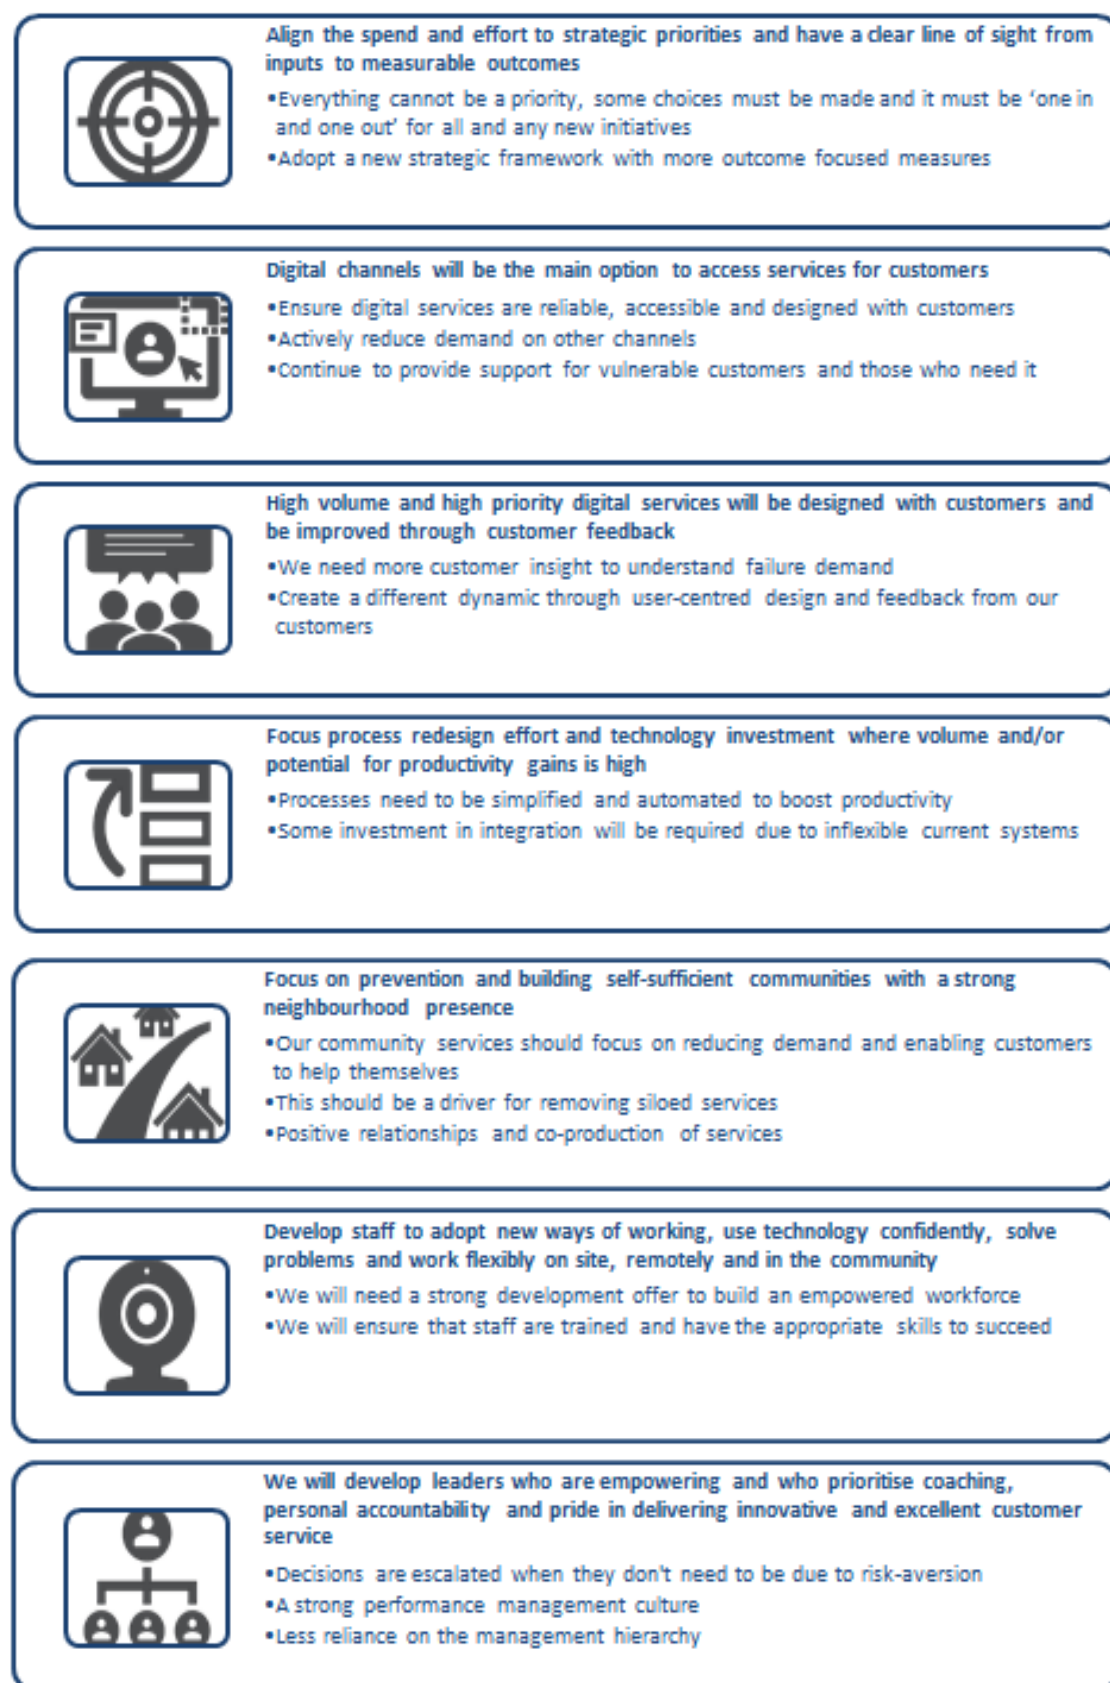 Align the spend and effort to strategic priorities and have a clear line of sight from
inputs to measurable outcomes
•Everything cannot be a priority, some choices must be made and it must be ‘one in
and one out’ for all and any new initiatives
•Adopt a new strategic framework with more outcome focused measures
Digital channels will be the main option to access services for customers
•Ensure digital services are reliable, accessible and designed with customers
•Actively reduce demand on other channels
•Continue to provide support for vulnerable customers and those who need it
High volume and high priority digital services will be designed with customers and
be improved through customer feedback
•We need more customer insight to understand failure demand
•Create a different dynamic through user-centred design and feedback from our
customers
Focus process redesign effort and technology investment where volume and/or
potential for productivity gains is high
•Processes need to be simplified and automated to boost productivity
•Some investment in integration will be required due to inflexible current systems
Focus on prevention and building self-sufficient communities with a strong
neighbourhood presence
•Our community services should focus on reducing demand and enabling customers
to help themselves
•This should be a driver for removing siloed services
•Positive relationships and co-production of services
Develop staff to adopt new ways of working, use technology confidently, solve
problems and work flexibly on site, remotely and in the community
•We will need a strong development offer to build an empowered workforce
•We will ensure that staff are trained and have the appropriate skills to succeed
We will develop leaders who are empowering and who prioritise coaching,
personal accountability and pride in delivering innovative and excellent customer
service
•Decisions are escalated when they don't need to be due to risk-aversion
•A strong performance management culture
•Less reliance on the management hierarchy